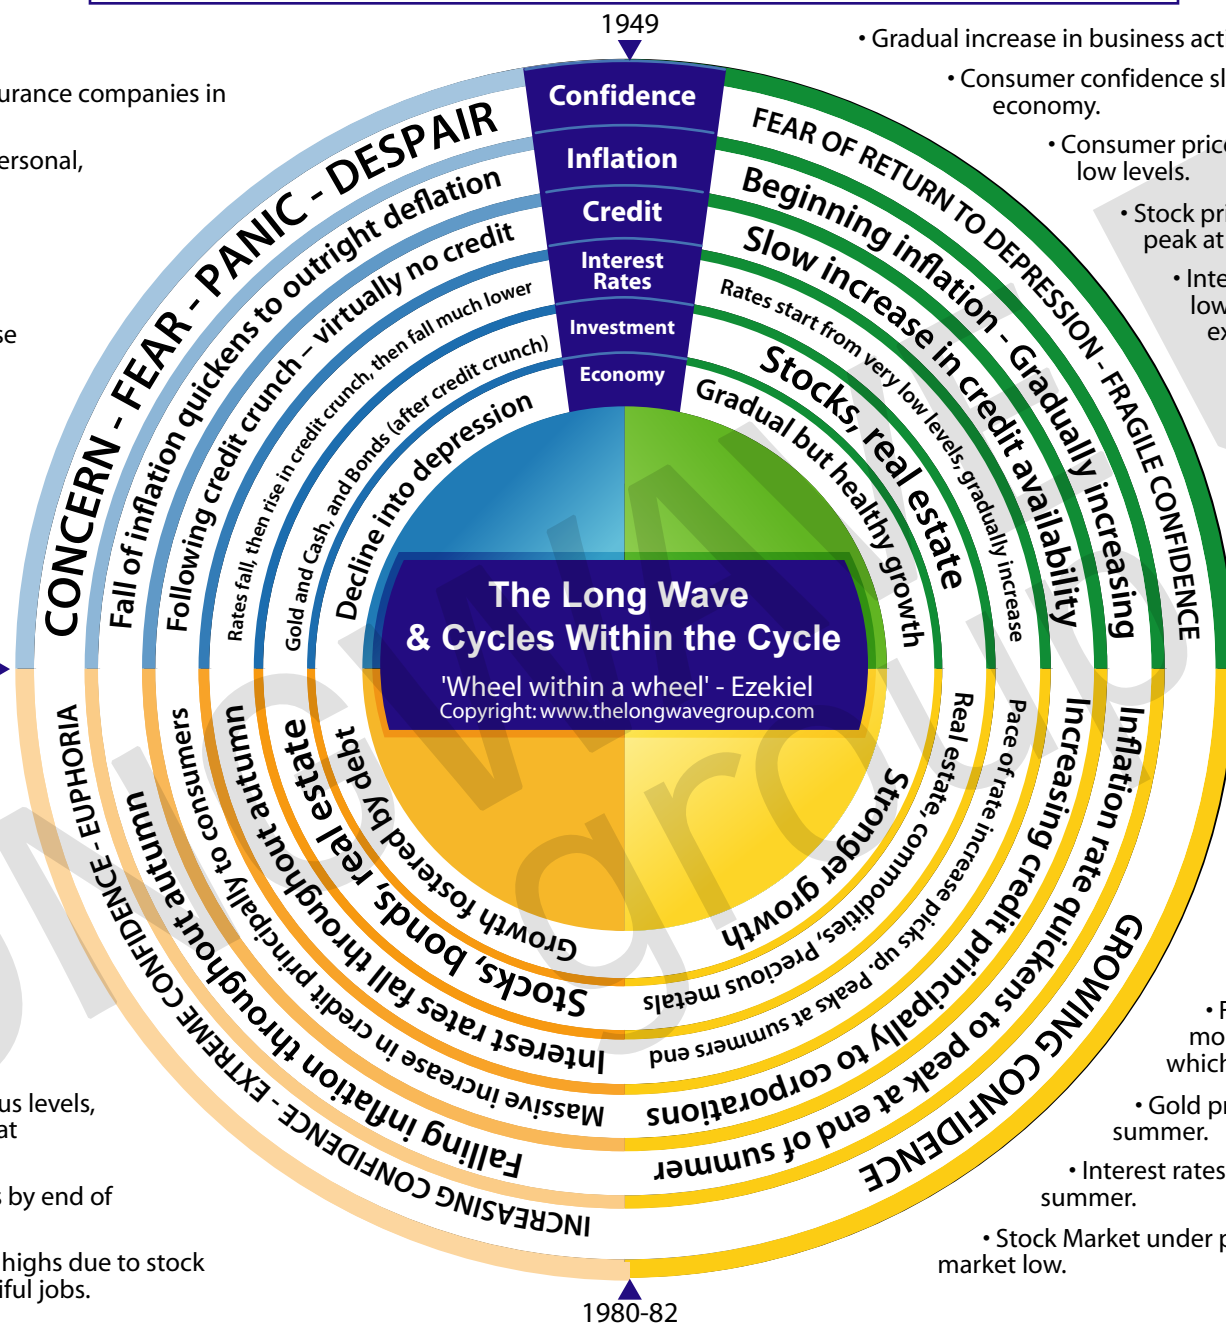 1949
• Gradual increase in business acti
• Consumer confidence sl
economy.
• Consumer price
low levels.
• Stock pri
peak at
• Inte
low
ex
urance companies in
ersonal,
se
Confidence
Inflation
Credit
Interest
Rates
Investment
Economy
FEAR OF RETURN TO DEPRESSION - FRAGILE CONFIDENCE
Beginning inflation - Gradually increasing
Slow increase in credit availability
Rates start from very low levels, gradually increase
Stocks, real estate
Gradual but healthy growth
CONCERN - FEAR - PANIC - DESPAIR
Fall of inflation quickens to outright deflation
Following credit crunch – virtually no credit
Rates fall, then rise in credit crunch, then fall much lower
Gold and Cash, and Bonds (after credit crunch)
Decline into depression
The Long Wave
& Cycles Within the Cycle
'Wheel within a wheel' - Ezekiel
Copyright: www.thelongwavegroup.com
GROWING CONFIDENCE
Inflation rate quickens to peak at end of summer
Increasing credit principally to corporations
Pace of rate increase picks up. Peaks at summers end
Real estate, commodities, Precious metals
Stronger growth
INCREASING CONFIDENCE - EXTREME CONFIDENCE - EUPHORIA
Falling inflation throughout autumn
Massive increase in credit principally to consumers
Interest rates fall throughout autumn
Stocks, bonds, real estate
Growth fostered by debt
us levels,
at
s by end of
highs due to stock
iful jobs.
• F
mo
which
• Gold pr
summer.
• Interest rates
summer.
• Stock Market under p
market low.
1980-82
ONGWAVE
group